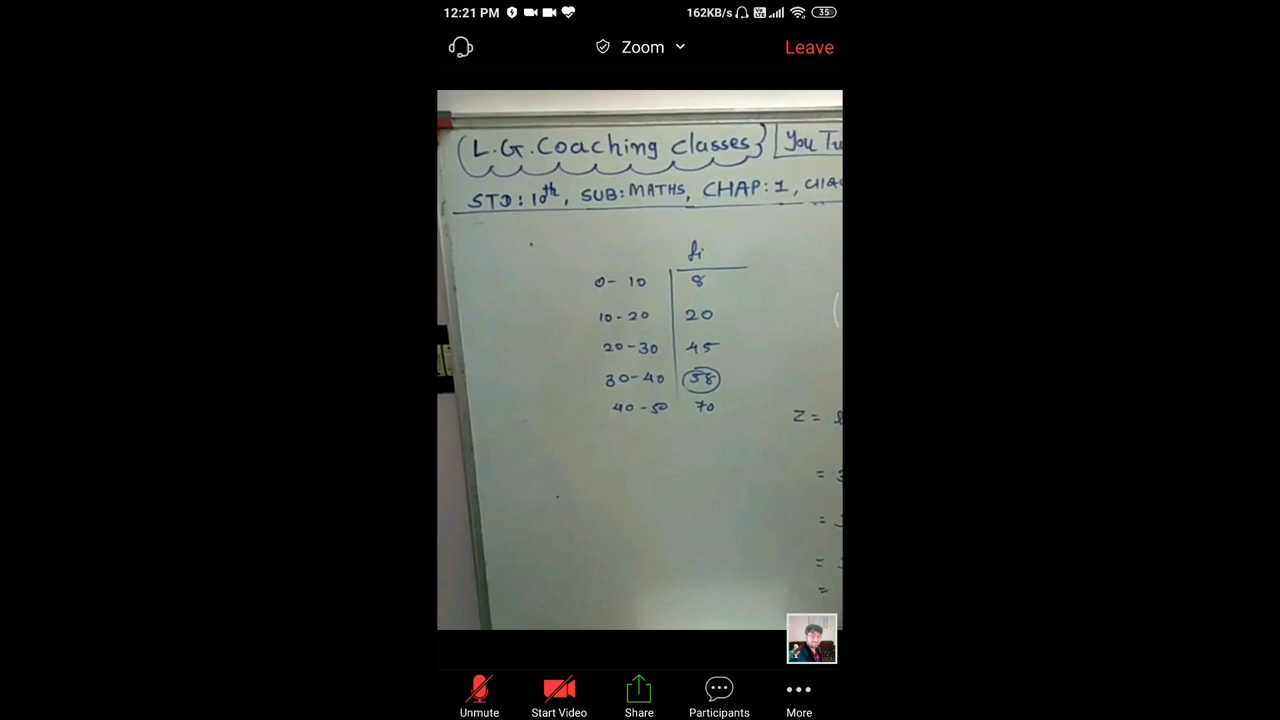 12:21 PM 162KB/s 35
Zoom Leave
L.G. Coaching classes You Tu
STD: 10th, SUB: MATHS, CHAP: 1,
fi
0 - 10 8
10 - 20 20
20 - 30 45
30 - 40 58
40 - 50 70
Z =
=
=
=
=
Unmute Start Video Share Participants More